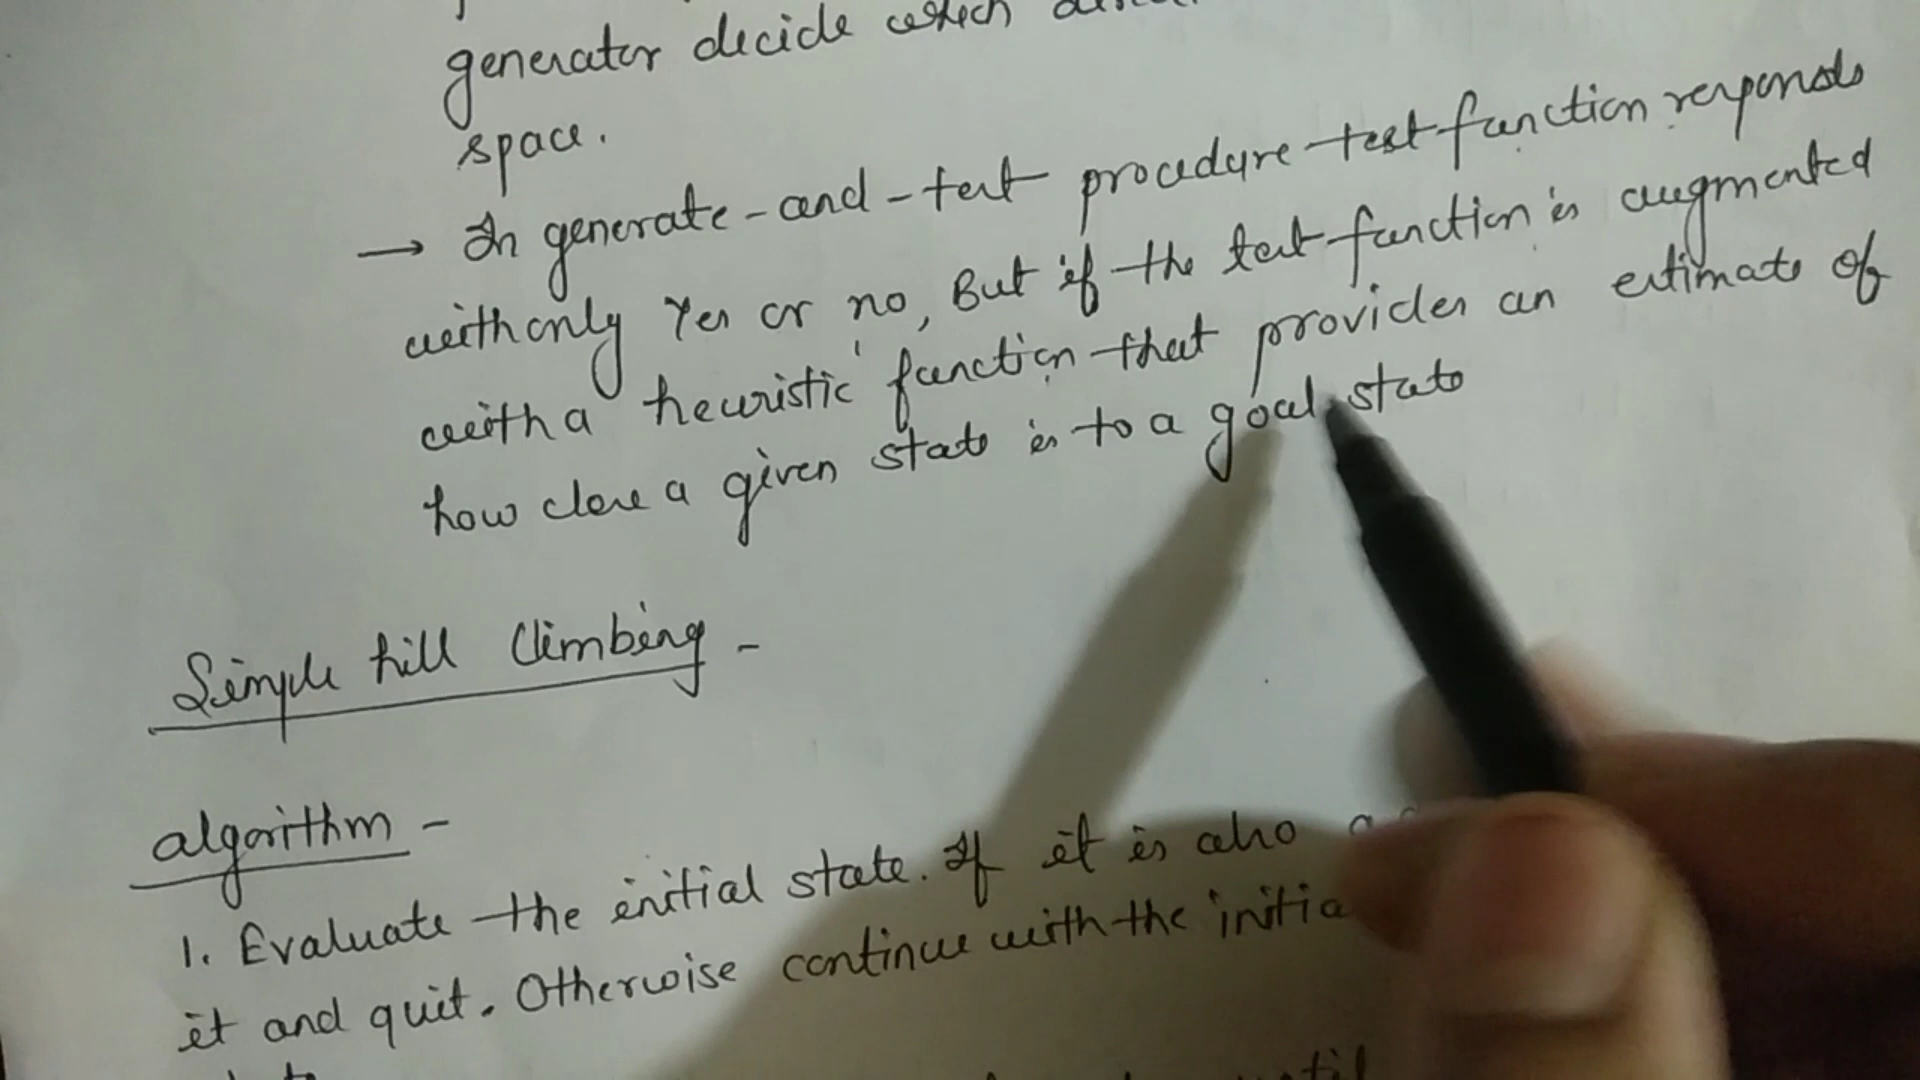 generator decide which
space.
→ In generate-and-test procedure test function responds
with only Yes or no, But if the test function is augmented
with a heuristic function that provides an estimate of
how close a given state is to a goal state
Simple hill Climbing -
algorithm -
1. Evaluate the initial state. If it is also a
it and quit. Otherwise continue with the initia